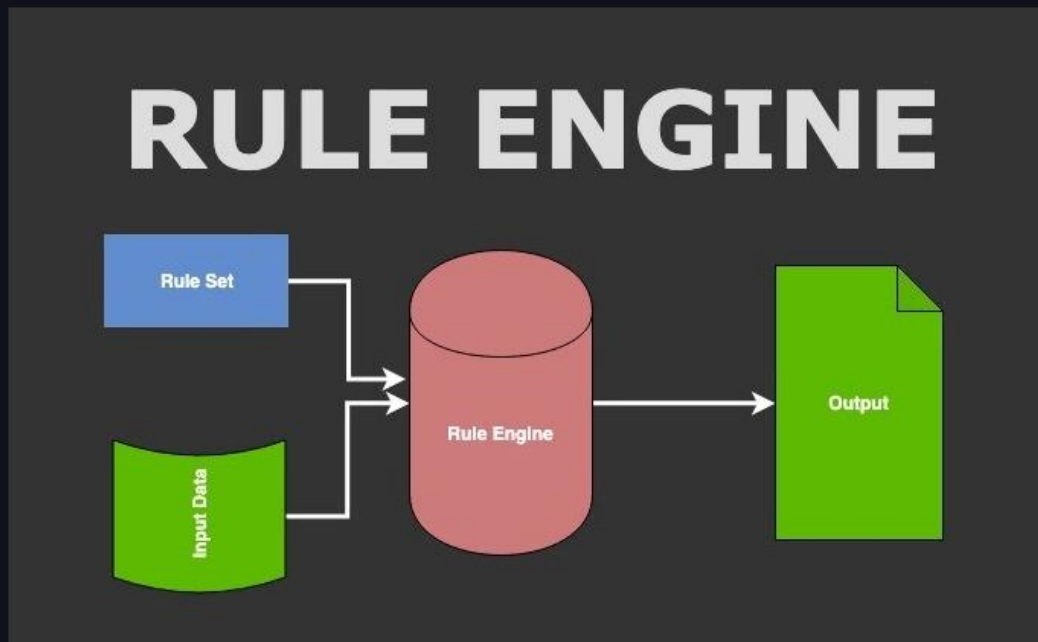 RULE ENGINE
Rule Set
Input Data
Rule Engine
Output